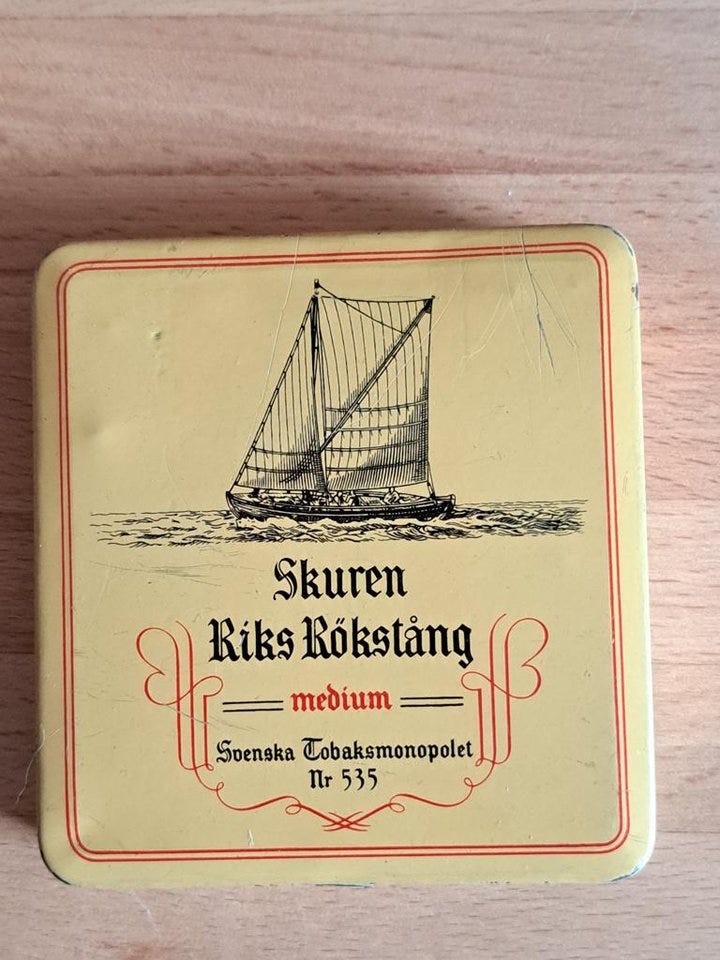 Skuren
Riks Rökstång
medium
Svenska Tobaksmonopolet
Nr 535